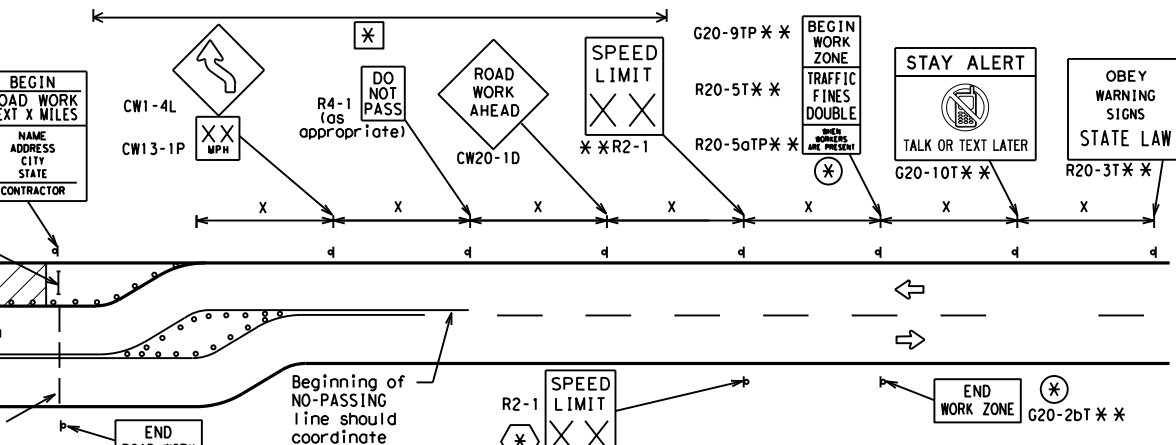 BEGIN
ROAD WORK
NEXT X MILES
NAME
ADDRESS
CITY
STATE
CONTRACTOR
CW1-4L
CW13-1P
XX
MPH
*
R4-1
(as
appropriate)
DO
NOT
PASS
ROAD
WORK
AHEAD
CW20-1D
SPEED
LIMIT
XX
**R2-1
G20-9TP**
R20-5T**
R20-5aTP**
BEGIN
WORK
ZONE
TRAFFIC
FINES
DOUBLE
WHEN
WORKERS
ARE PRESENT
*
STAY ALERT
TALK OR TEXT LATER
G20-10T**
OBEY
WARNING
SIGNS
STATE LAW
R20-3T**
X X X X X X X
Beginning of
NO-PASSING
line should
coordinate
R2-1
*
SPEED
LIMIT
XX
END
WORK ZONE
*
G20-2bT**
END